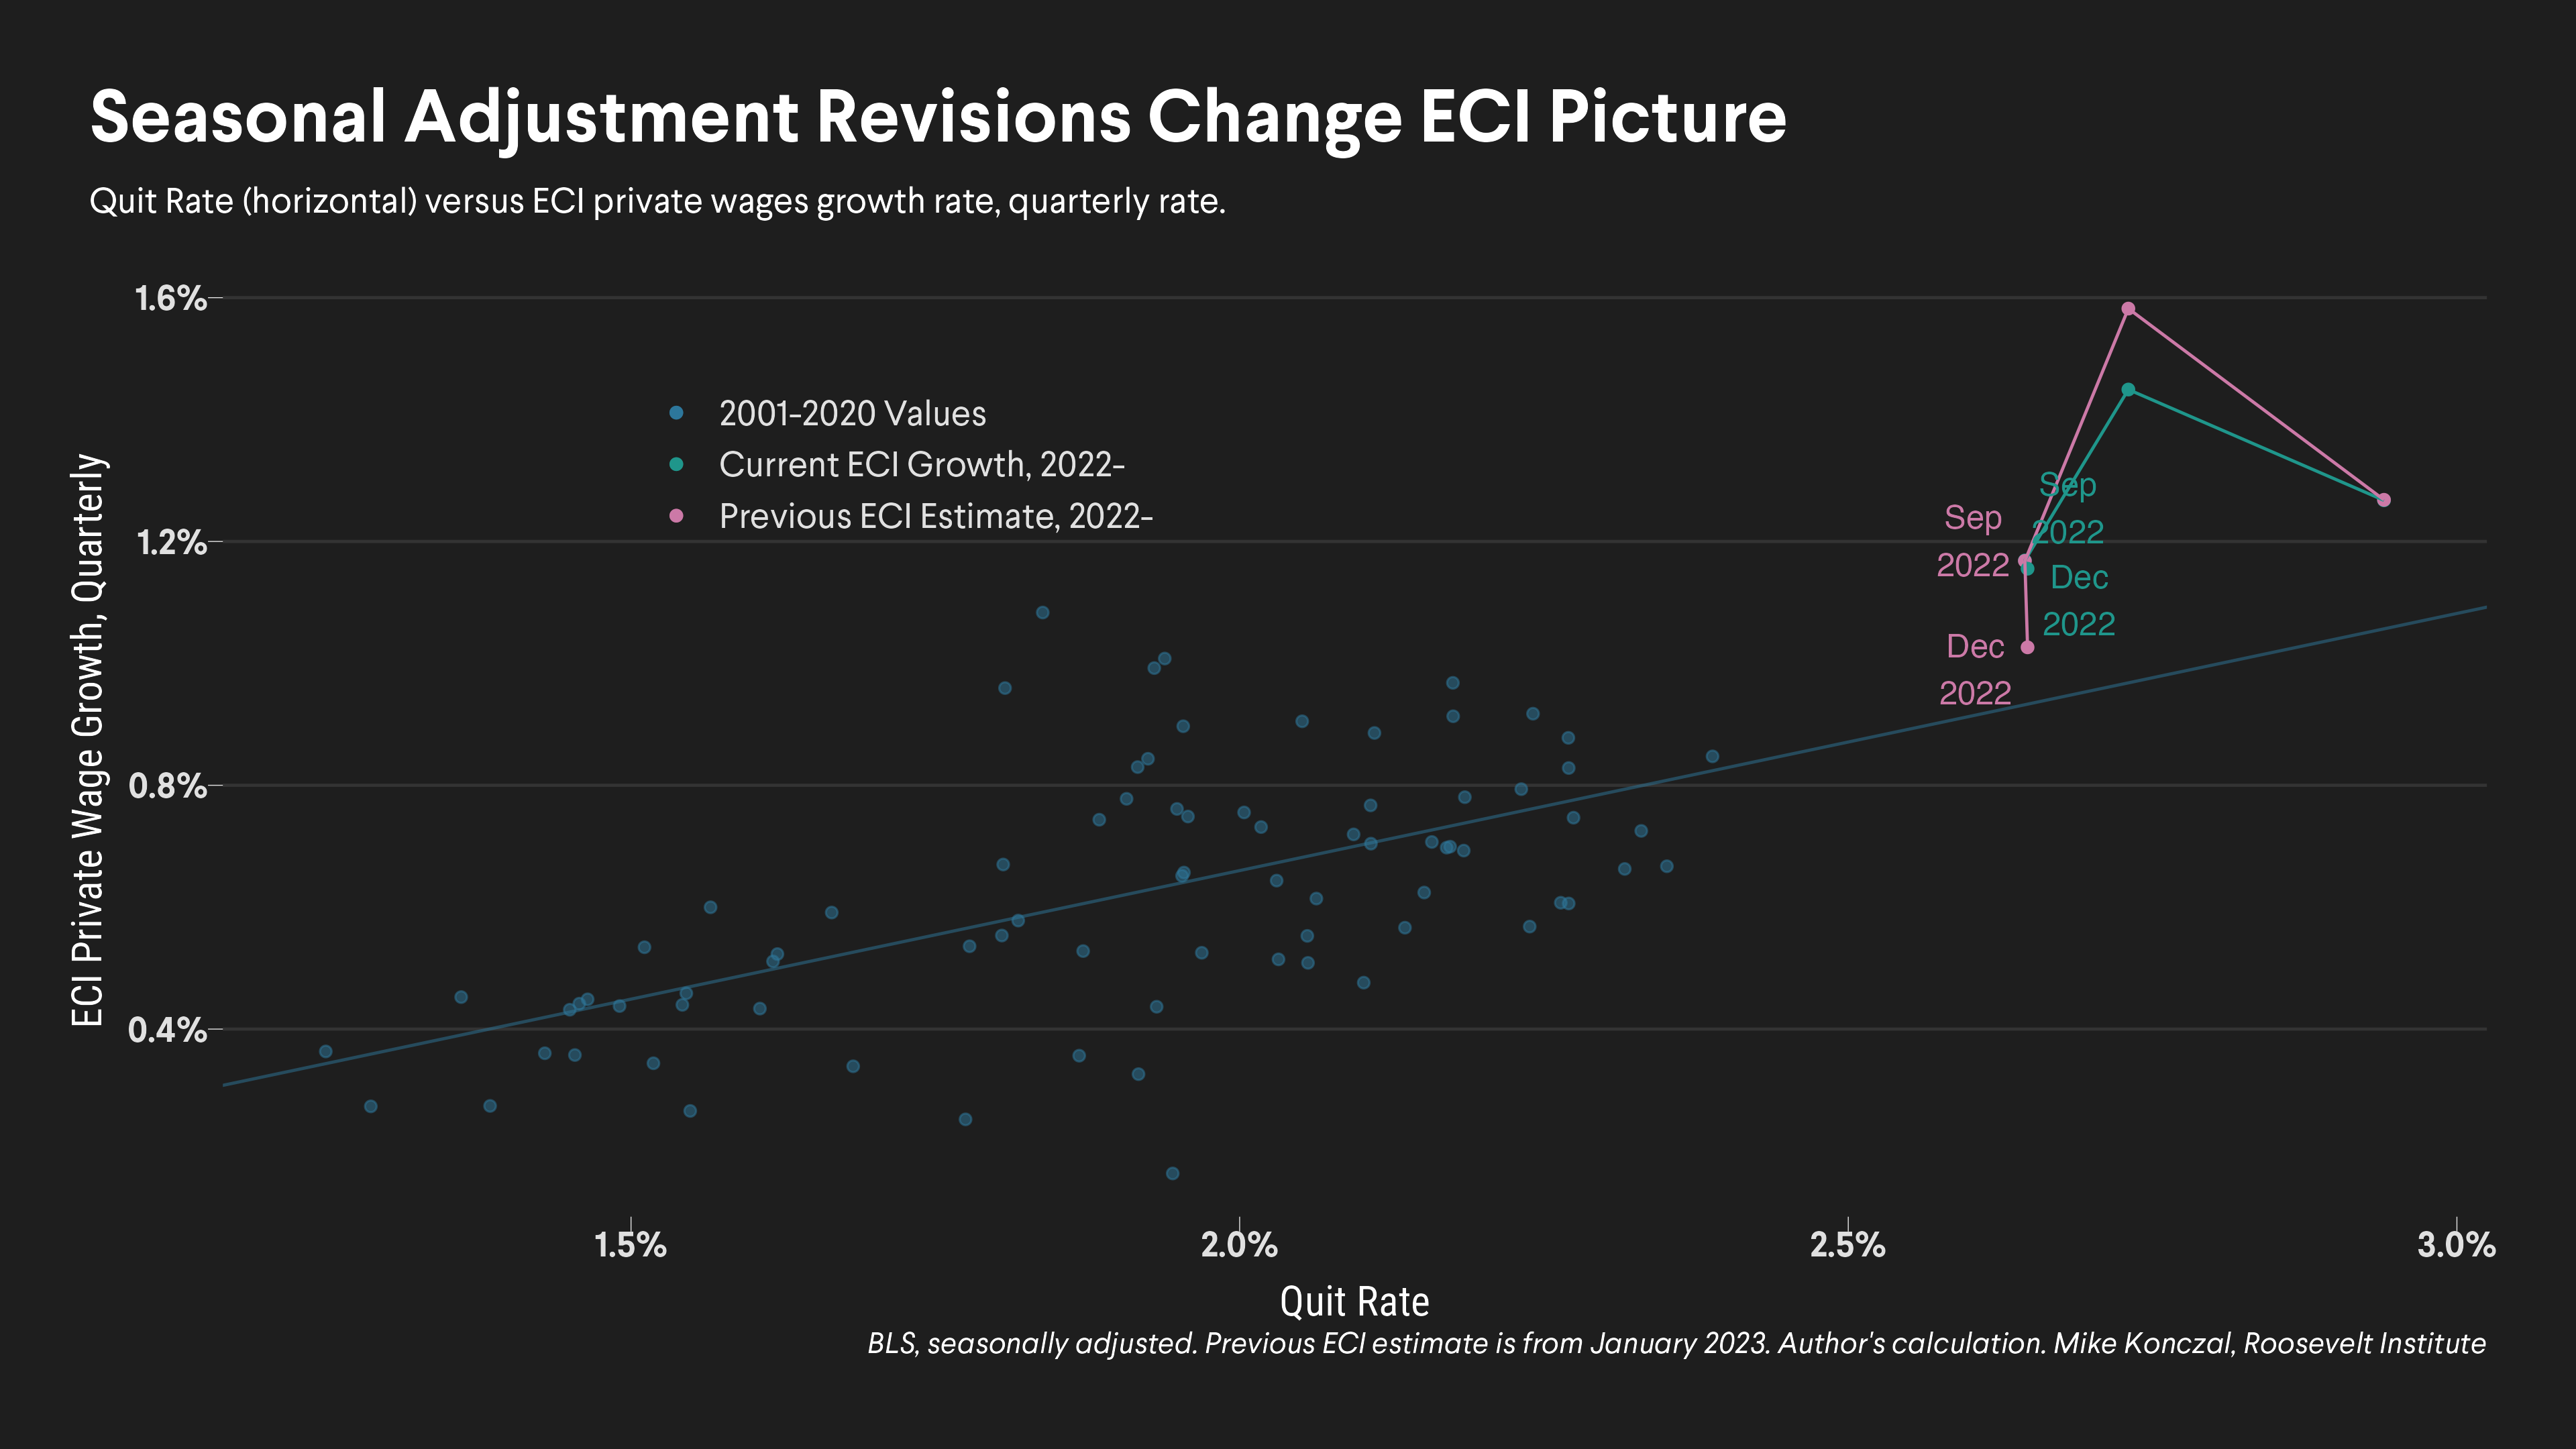 Seasonal Adjustment Revisions Change ECI Picture
Quit Rate (horizontal) versus ECI private wages growth rate, quarterly rate.
ECI Private Wage Growth, Quarterly
1.6%
1.2%
0.8%
0.4%
2001-2020 Values
Current ECI Growth, 2022-
Previous ECI Estimate, 2022-
Sep
2022
Sep
2022
Dec
2022
Dec
2022
1.5%
2.0%
2.5%
3.0%
Quit Rate
BLS, seasonally adjusted. Previous ECI estimate is from January 2023. Author's calculation. Mike Konczal, Roosevelt Institute